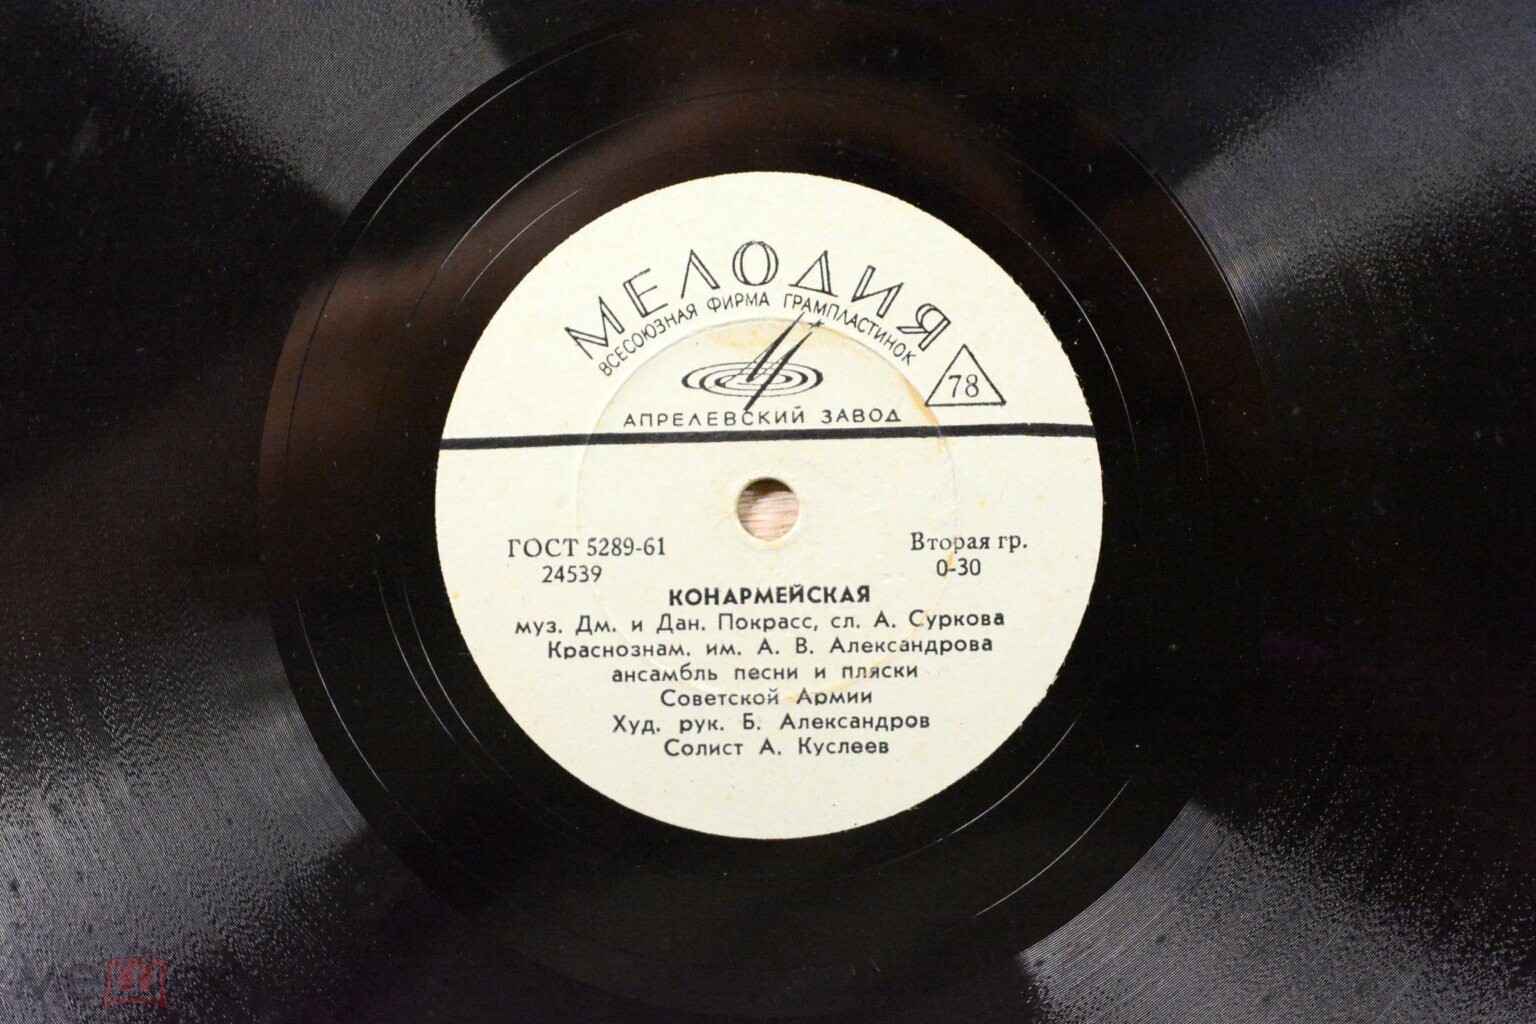 МЕЛОДИЯ
ВСЕСОЮЗНАЯ ФИРМА ГРАМПЛАСТИНОК
78
АПРЕЛЕВСКИЙ ЗАВОД
ГОСТ 5289-61
24539
Вторая гр.
0-30
КОНАРМЕЙСКАЯ
муз. Дм. и Дан. Покрасс, сл. А. Суркова
Краснознам. им. А. В. Александрова
ансамбль песни и пляски
Советской Армии
Худ. рук. Б. Александров
Солист А. Куслеев